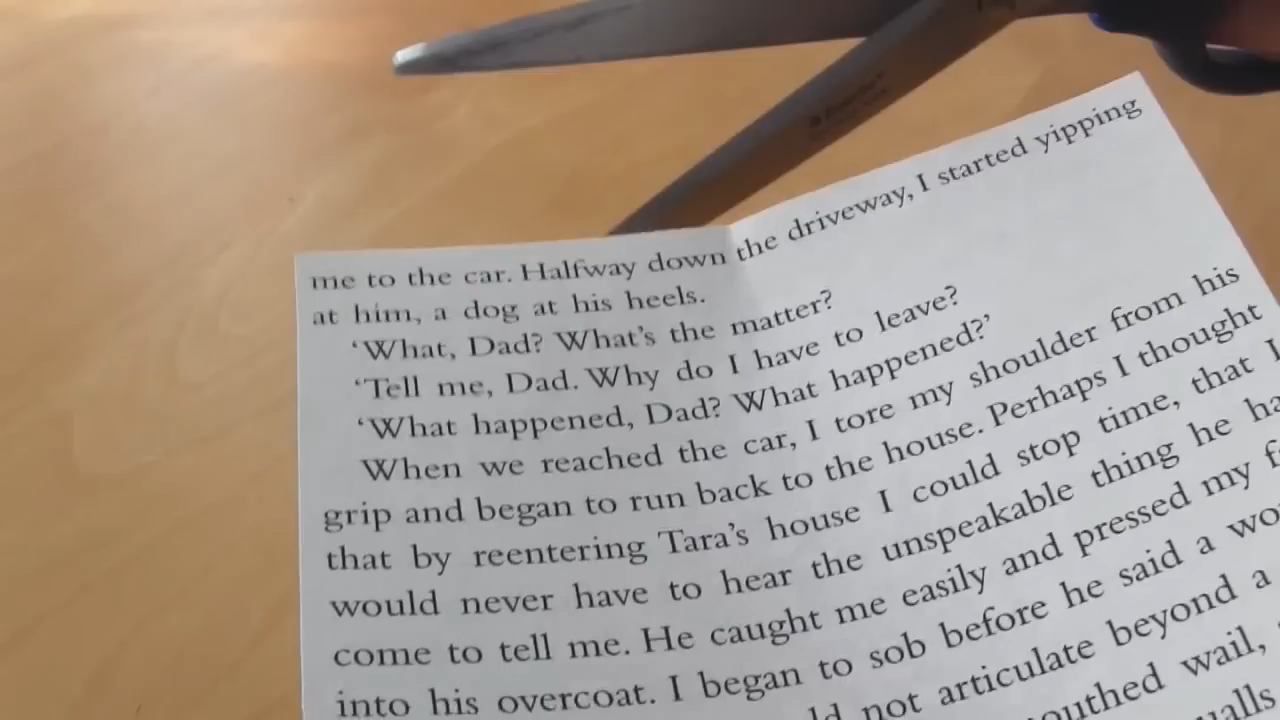 me to the car. Halfway down the driveway, I started yipping
at him, a dog at his heels.
‘What, Dad? What’s the matter?
‘Tell me, Dad. Why do I have to leave?
‘What happened, Dad? What happened?’
When we reached the car, I tore my shoulder from his
grip and began to run back to the house. Perhaps I thought
that by reentering Tara’s house I could stop time, that I
would never have to hear the unspeakable thing he ha
come to tell me. He caught me easily and pressed my f
into his overcoat. I began to sob before he said a wo
ld not articulate beyond a
outhed wail,
walls